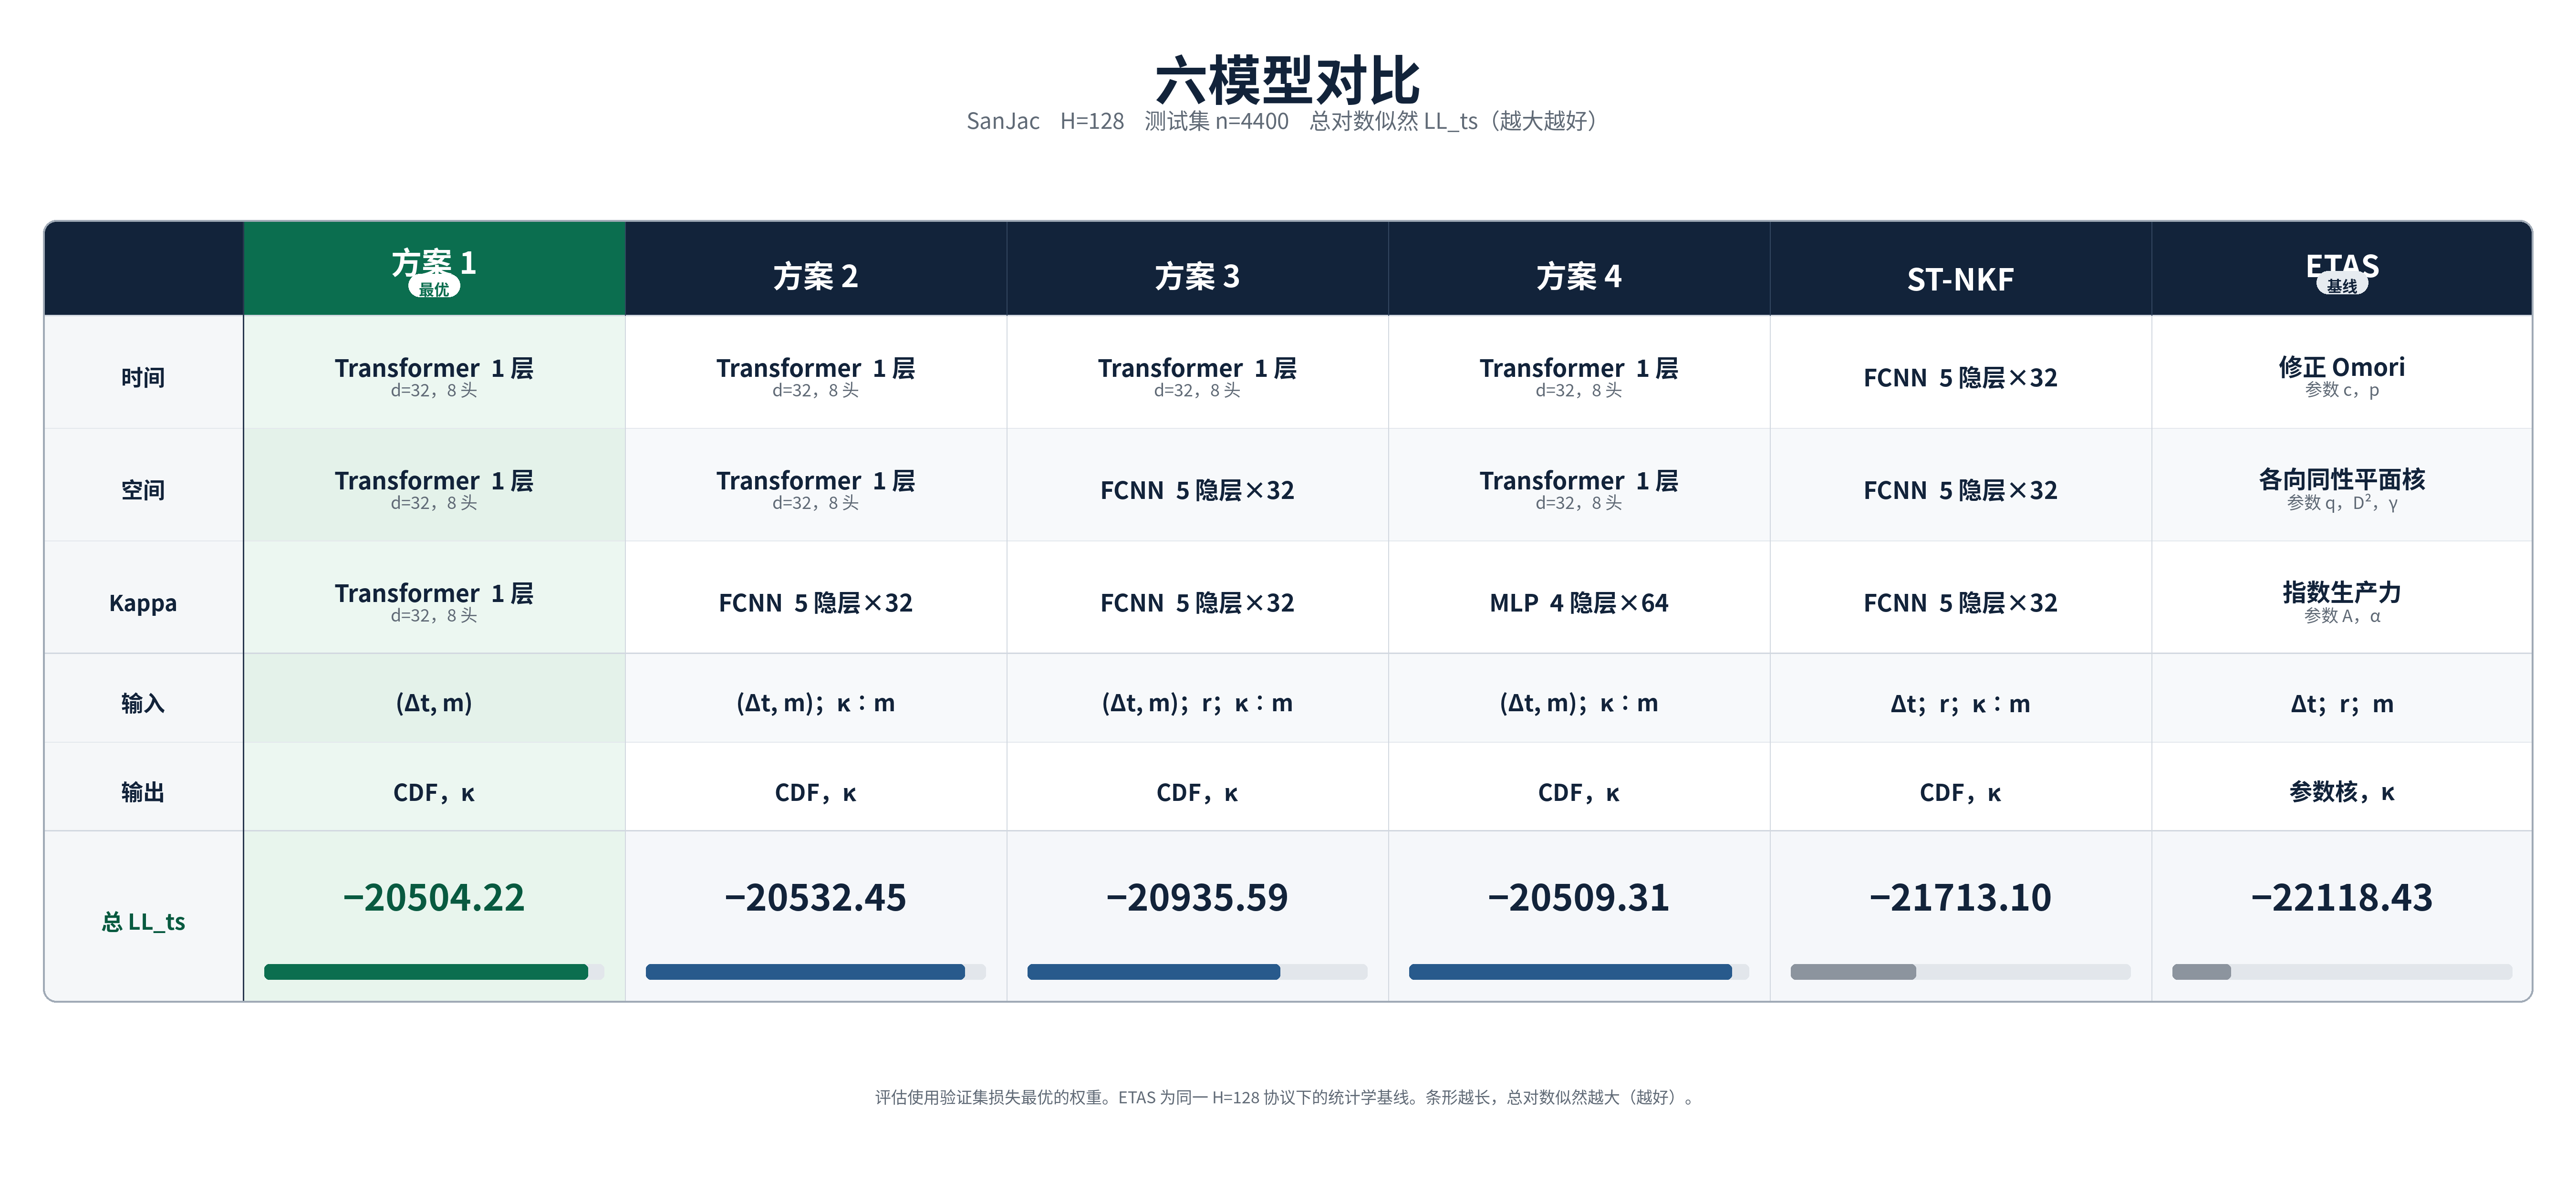 六模型对比
SanJac H=128 测试集 n=4400 总对数似然 LL_ts（越大越好）
方案 1 方案 2 方案 3 方案 4 ST-NKF ETAS
最优 基线
时间 Transformer 1 层 Transformer 1 层 Transformer 1 层 Transformer 1 层 FCNN 5 隐层×32 修正 Omori
d=32，8 头 d=32，8 头 d=32，8 头 d=32，8 头 参数 c，p
空间 Transformer 1 层 Transformer 1 层 FCNN 5 隐层×32 Transformer 1 层 FCNN 5 隐层×32 各向同性平面核
d=32，8 头 d=32，8 头 d=32，8 头 参数 q，D²，γ
Kappa Transformer 1 层 FCNN 5 隐层×32 FCNN 5 隐层×32 MLP 4 隐层×64 FCNN 5 隐层×32 指数生产力
d=32，8 头 参数 A，α
输入 (Δt, m) (Δt, m)；κ：m (Δt, m)；r；κ：m (Δt, m)；κ：m Δt；r；κ：m Δt；r；m
输出 CDF，κ CDF，κ CDF，κ CDF，κ CDF，κ 参数核，κ
总 LL_ts −20504.22 −20532.45 −20935.59 −20509.31 −21713.10 −22118.43
评估使用验证集损失最优的权重。ETAS 为同一 H=128 协议下的统计学基线。条形越长，总对数似然越大（越好）。